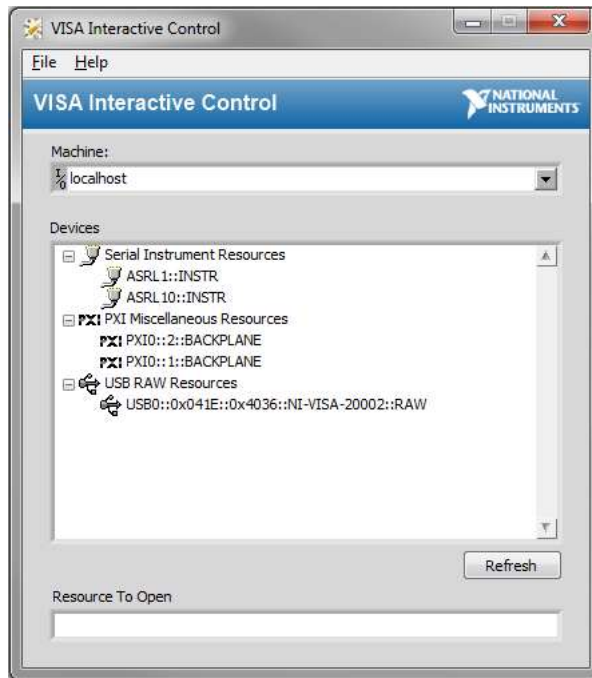 VISA Interactive Control
File Help
VISA Interactive Control
NATIONAL
INSTRUMENTS
Machine:
I/O localhost
Devices
Serial Instrument Resources
ASRL1::INSTR
ASRL10::INSTR
PXI PXI Miscellaneous Resources
PXI PXI0::2::BACKPLANE
PXI PXI0::1::BACKPLANE
USB RAW Resources
USB0::0x041E::0x4036::NI-VISA-20002::RAW
Refresh
Resource To Open